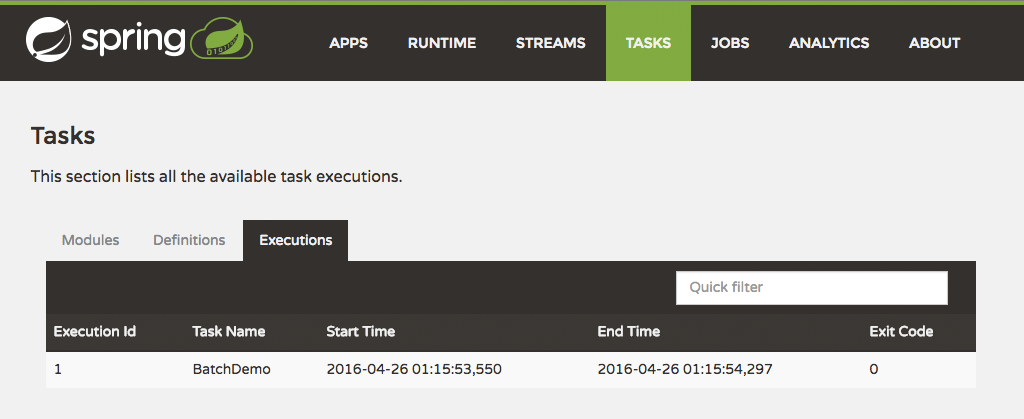 spring
APPS RUNTIME STREAMS TASKS JOBS ANALYTICS ABOUT
Tasks
This section lists all the available task executions.
Modules Definitions Executions
Quick filter
Execution Id Task Name Start Time End Time Exit Code
1 BatchDemo 2016-04-26 01:15:53,550 2016-04-26 01:15:54,297 0